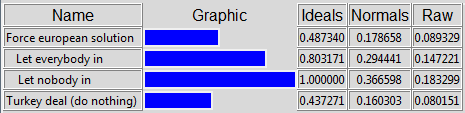 Name Graphic Ideals Normals Raw
Force european solution 0.487340 0.178658 0.089329
Let everybody in 0.803171 0.294441 0.147221
Let nobody in 1.000000 0.366598 0.183299
Turkey deal (do nothing) 0.437271 0.160303 0.080151